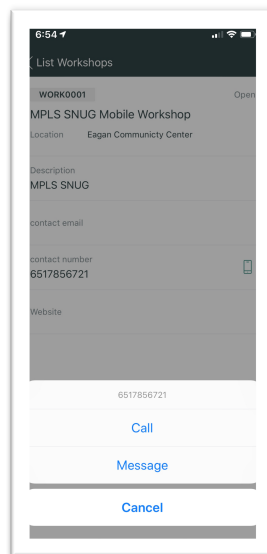 6:54
List Workshops
WORK0001 Open
MPLS SNUG Mobile Workshop
Location Eagan Communicty Center
Description
MPLS SNUG
contact email
contact number
6517856721
Website
6517856721
Call
Message
Cancel